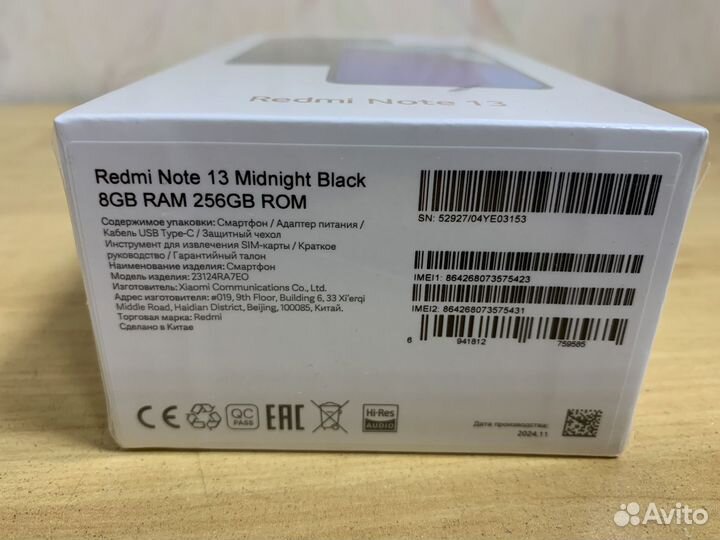 Redmi Note 13
Redmi Note 13 Midnight Black
8GB RAM 256GB ROM
Содержимое упаковки: Смартфон / Адаптер питания /
Кабель USB Type-C / Защитный чехол
Инструмент для извлечения SIM-карты / Краткое
руководство / Гарантийный талон
Наименование изделия: Смартфон
Модель изделия: 23124RA7EO
Изготовитель: Xiaomi Communications Co., Ltd.
Адрес изготовителя: #019, 9th Floor, Building 6, 33 Xi'erqi
Middle Road, Haidian District, Beijing, 100085, Китай.
Торговая марка: Redmi
Сделано в Китае
SN: 52927/04YE03153
IMEI1: 864268073575423
IMEI2: 864268073575431
6 941812 759585
CE
QC
PASS
EAC
Hi-Res
AUDIO
Дата производства:
2024.11
Avito